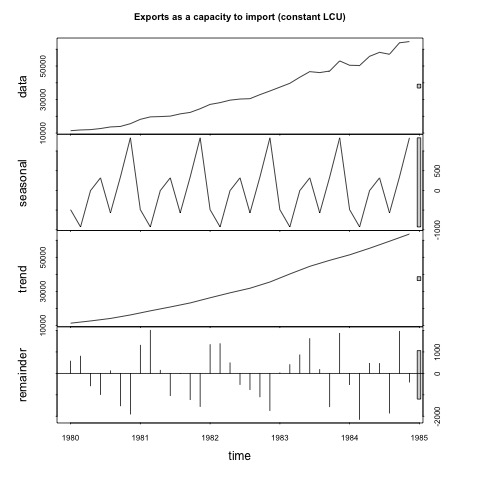 Exports as a capacity to import (constant LCU)
data
10000 30000 50000
seasonal
-1000 0 500
trend
10000 30000 50000
remainder
-2000 0 1000
1980 1981 1982 1983 1984 1985
time